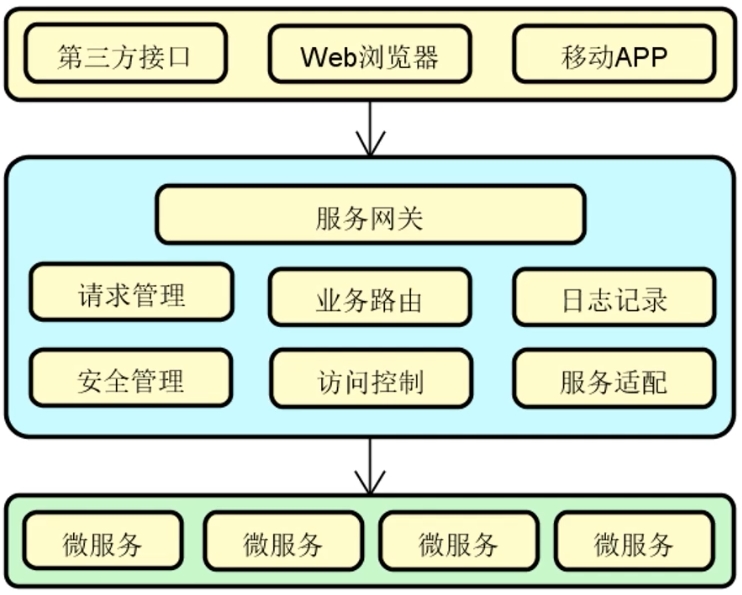 第三方接口
Web浏览器
移动APP
服务网关
请求管理
业务路由
日志记录
安全管理
访问控制
服务适配
微服务
微服务
微服务
微服务